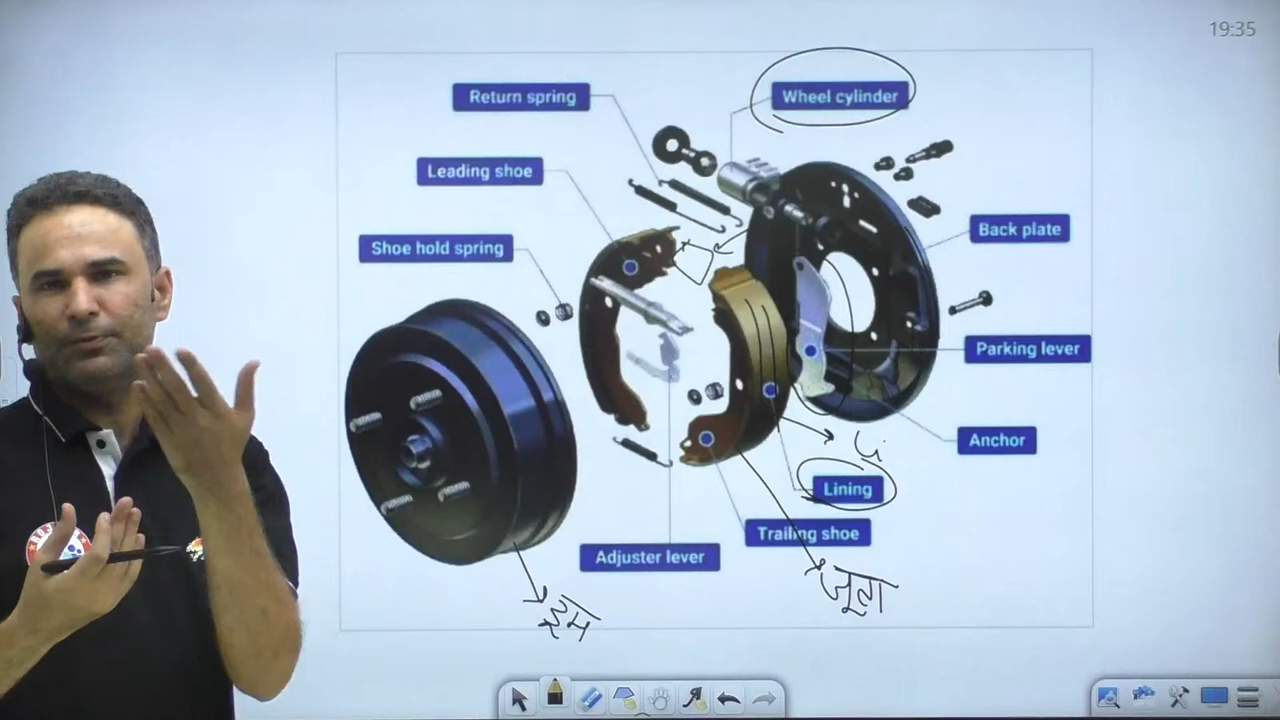 19:35
Return spring
Wheel cylinder
Leading shoe
Back plate
Shoe hold spring
Parking lever
Anchor
Lining
Trailing shoe
Adjuster lever
जूता
ड्रम